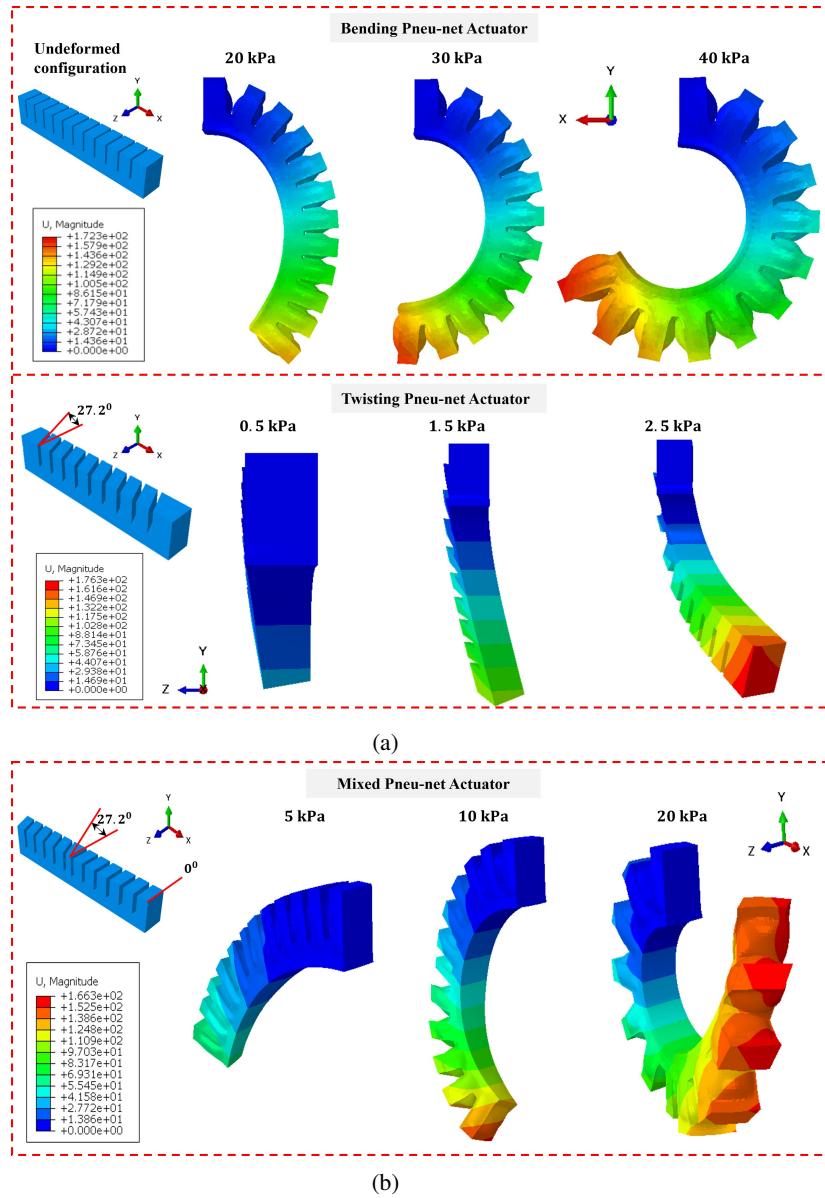 Bending Pneu-net Actuator
Undeformed
configuration
20 kPa
30 kPa
40 kPa
Y
Z
X
Y
X
U, Magnitude
+1.723e+02
+1.579e+02
+1.436e+02
+1.292e+02
+1.149e+02
+1.005e+02
+8.615e+01
+7.179e+01
+5.743e+01
+4.307e+01
+2.872e+01
+1.436e+01
+0.000e+00
Twisting Pneu-net Actuator
27.2⁰
Y
Z
X
0.5 kPa
1.5 kPa
2.5 kPa
U, Magnitude
+1.763e+02
+1.616e+02
+1.469e+02
+1.322e+02
+1.175e+02
+8.814e+01
+7.345e+01
+5.876e+01
+4.407e+01
+2.938e+01
+1.469e+01
+0.000e+00
Y
Z
X
(a)
Mixed Pneu-net Actuator
27.2⁰
0⁰
Y
Z
X
5 kPa
10 kPa
20 kPa
Y
Z
X
U, Magnitude
+1.663e+02
+1.525e+02
+1.386e+02
+1.248e+02
+1.109e+02
+9.703e+01
+8.317e+01
+6.931e+01
+5.545e+01
+4.158e+01
+2.772e+01
+1.386e+01
+0.000e+00
(b)